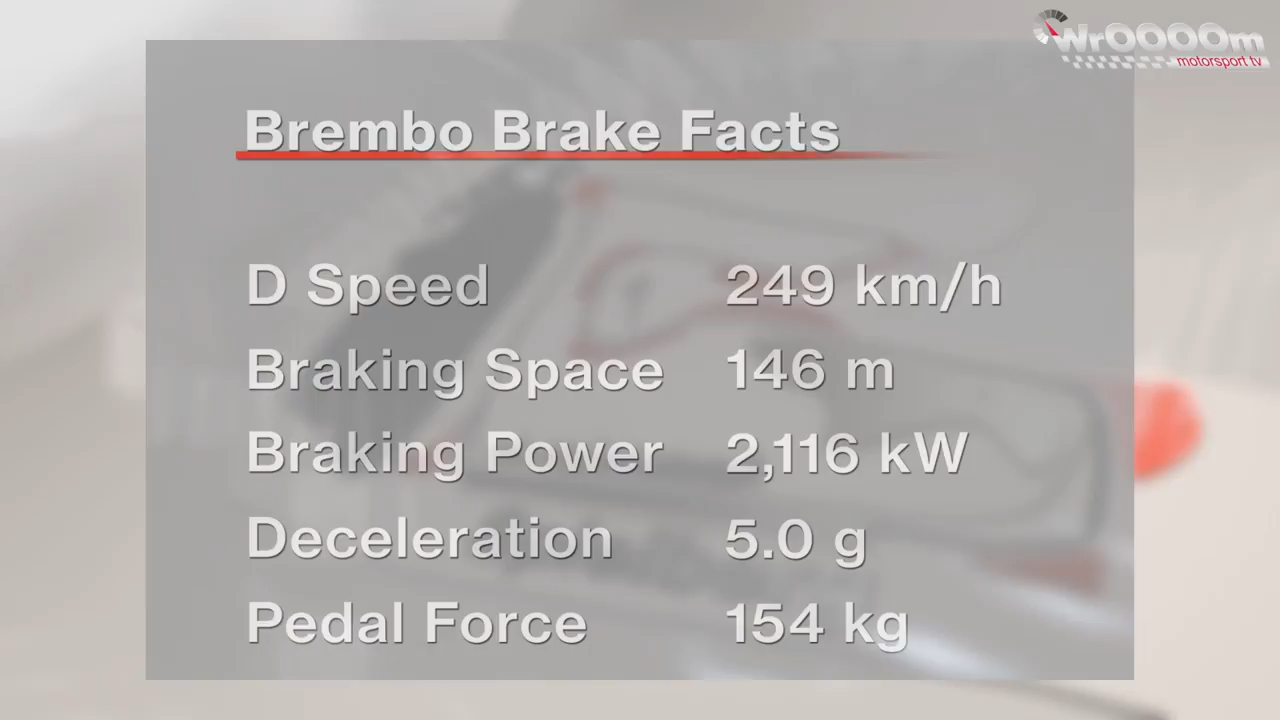 WrOOOOm
motorsport tv
Brembo Brake Facts
D Speed 249 km/h
Braking Space 146 m
Braking Power 2,116 kW
Deceleration 5.0 g
Pedal Force 154 kg